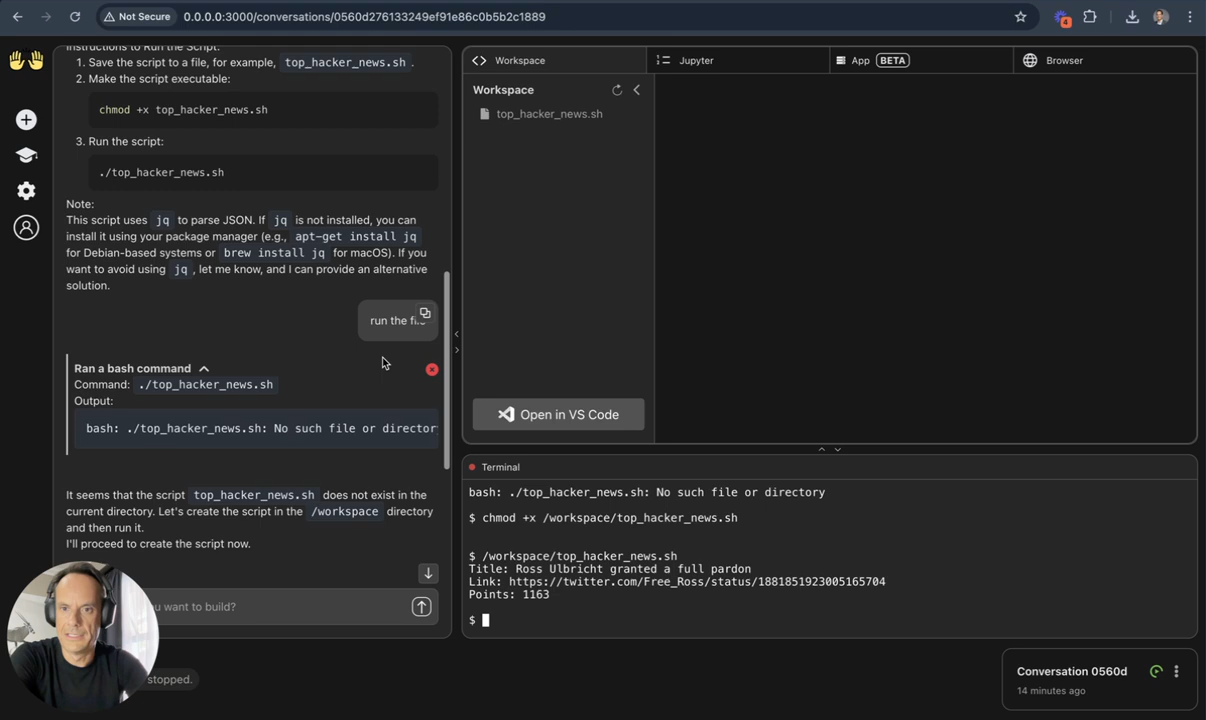 Not Secure
0.0.0.0:3000/conversations/0560d276133249ef91e86c0b5b2c1889
4
Instructions to Run the Script:
1. Save the script to a file, for example, top_hacker_news.sh .
2. Make the script executable:
chmod +x top_hacker_news.sh
3. Run the script:
./top_hacker_news.sh
Note:
This script uses jq to parse JSON. If jq is not installed, you can
install it using your package manager (e.g., apt-get install jq
for Debian-based systems or brew install jq for macOS). If you
want to avoid using jq , let me know, and I can provide an alternative
solution.
run the file
Ran a bash command
Command: ./top_hacker_news.sh
Output:
bash: ./top_hacker_news.sh: No such file or director
It seems that the script top_hacker_news.sh does not exist in the
current directory. Let's create the script in the /workspace directory
and then run it.
I'll proceed to create the script now.
you want to build?
stopped.
Workspace
Jupyter
App BETA
Browser
Workspace
top_hacker_news.sh
Open in VS Code
Terminal
bash: ./top_hacker_news.sh: No such file or directory
$ chmod +x /workspace/top_hacker_news.sh
$ /workspace/top_hacker_news.sh
Title: Ross Ulbricht granted a full pardon
Link: https://twitter.com/Free_Ross/status/1881851923005165704
Points: 1163
$
Conversation 0560d
14 minutes ago